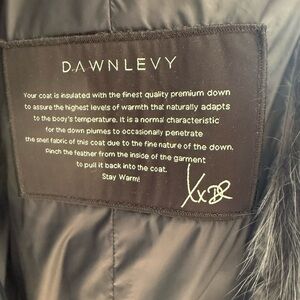 DAWNLEVY
Your coat is insulated with the finest quality premium down
to assure the highest levels of warmth that naturally adapts
to the body's temperature. It is a normal characteristic
for the down plumes to occasionally penetrate
the shell fabric of this coat due to the fine nature of the down.
Pinch the feather from the inside of the garment
to pull it back into the coat.
Stay Warm!